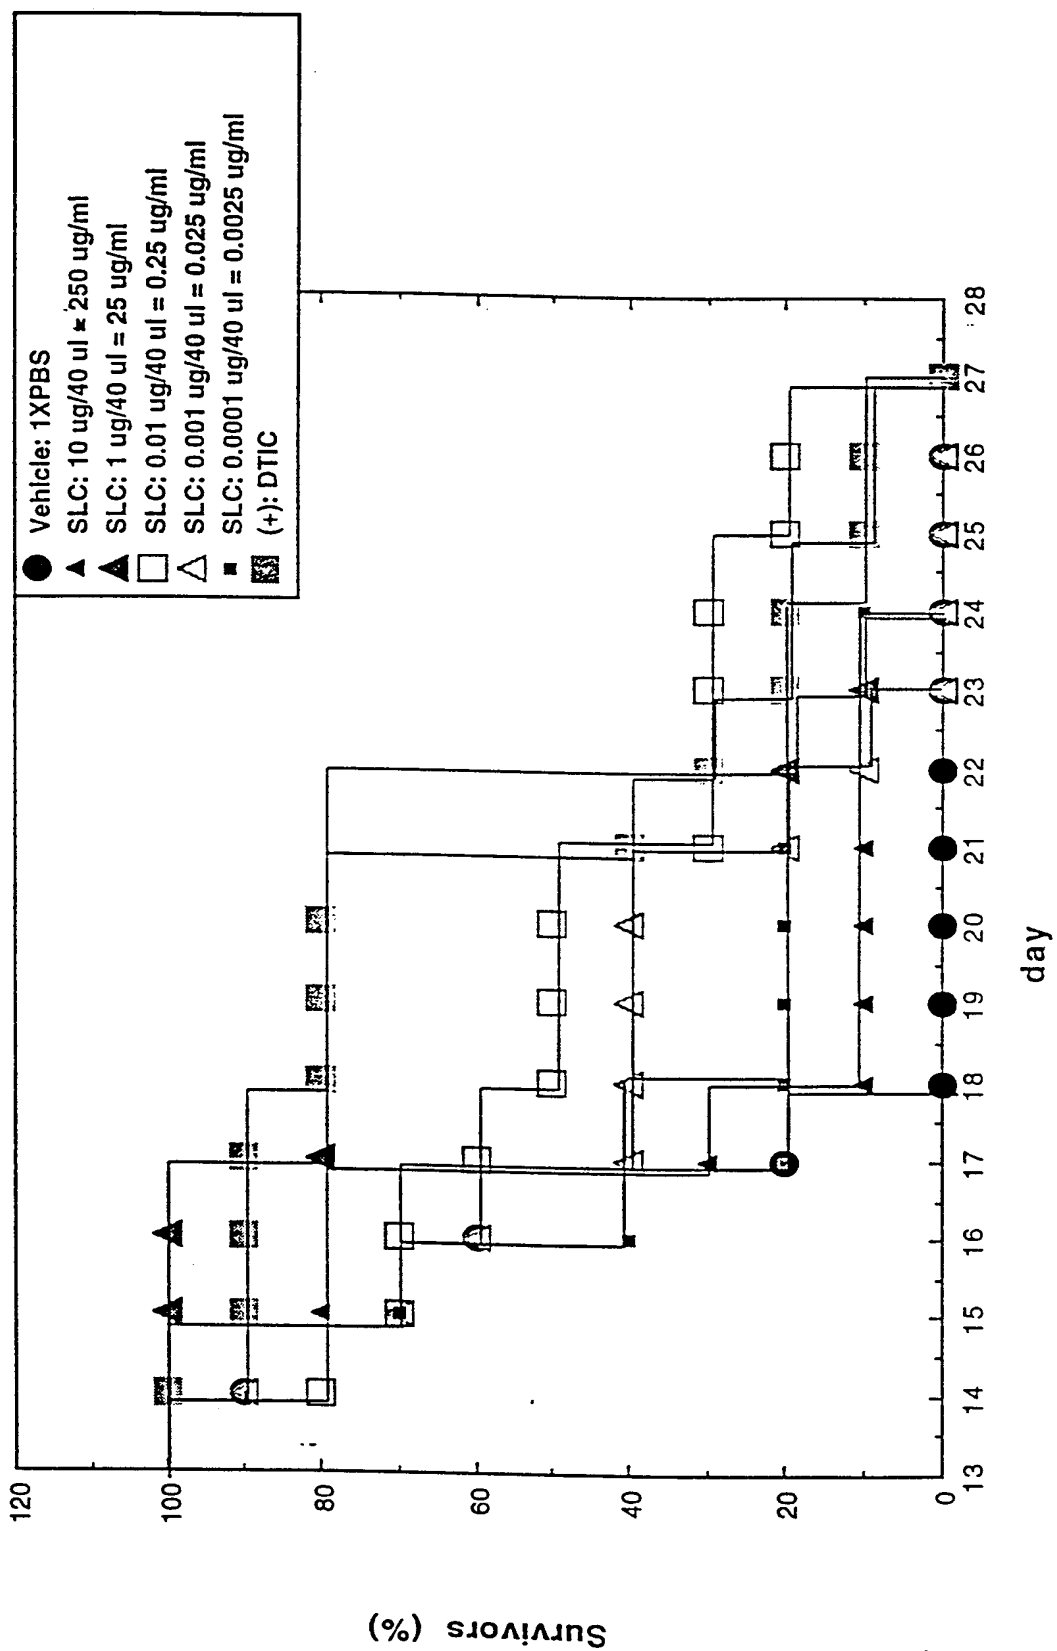 Vehicle: 1XPBS
SLC: 10 ug/40 ul = 250 ug/ml
SLC: 1 ug/40 ul = 25 ug/ml
SLC: 0.01 ug/40 ul = 0.25 ug/ml
SLC: 0.001 ug/40 ul = 0.025 ug/ml
SLC: 0.0001 ug/40 ul = 0.0025 ug/ml
(+): DTIC
120
100
80
60
40
20
0
Survivors (%)
13 14 15 16 17 18 19 20 21 22 23 24 25 26 27 28
day